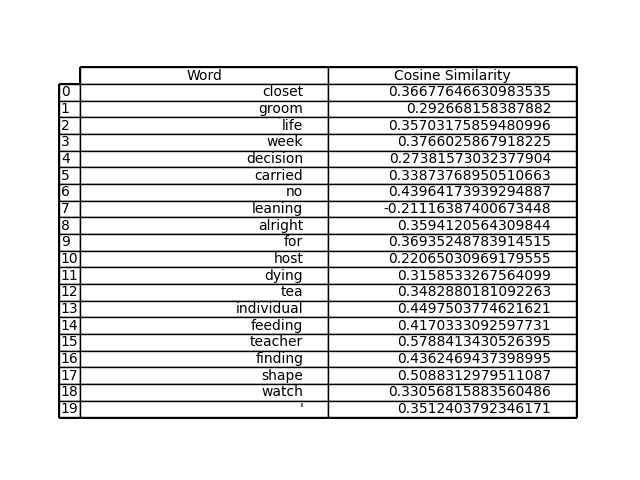 Word Cosine Similarity
0 closet 0.36677646630983535
1 groom 0.292668158387882
2 life 0.35703175859480996
3 week 0.3766025867918225
4 decision 0.27381573032377904
5 carried 0.33873768950510663
6 no 0.43964173939294887
7 leaning -0.21116387400673448
8 alright 0.3594120564309844
9 for 0.36935248783914515
10 host 0.22065030969179555
11 dying 0.3158533267564099
12 tea 0.3482880181092263
13 individual 0.4497503774621621
14 feeding 0.4170333092597731
15 teacher 0.5788413430526395
16 finding 0.4362469437398995
17 shape 0.5088312979511087
18 watch 0.33056815883560486
19 ' 0.3512403792346171